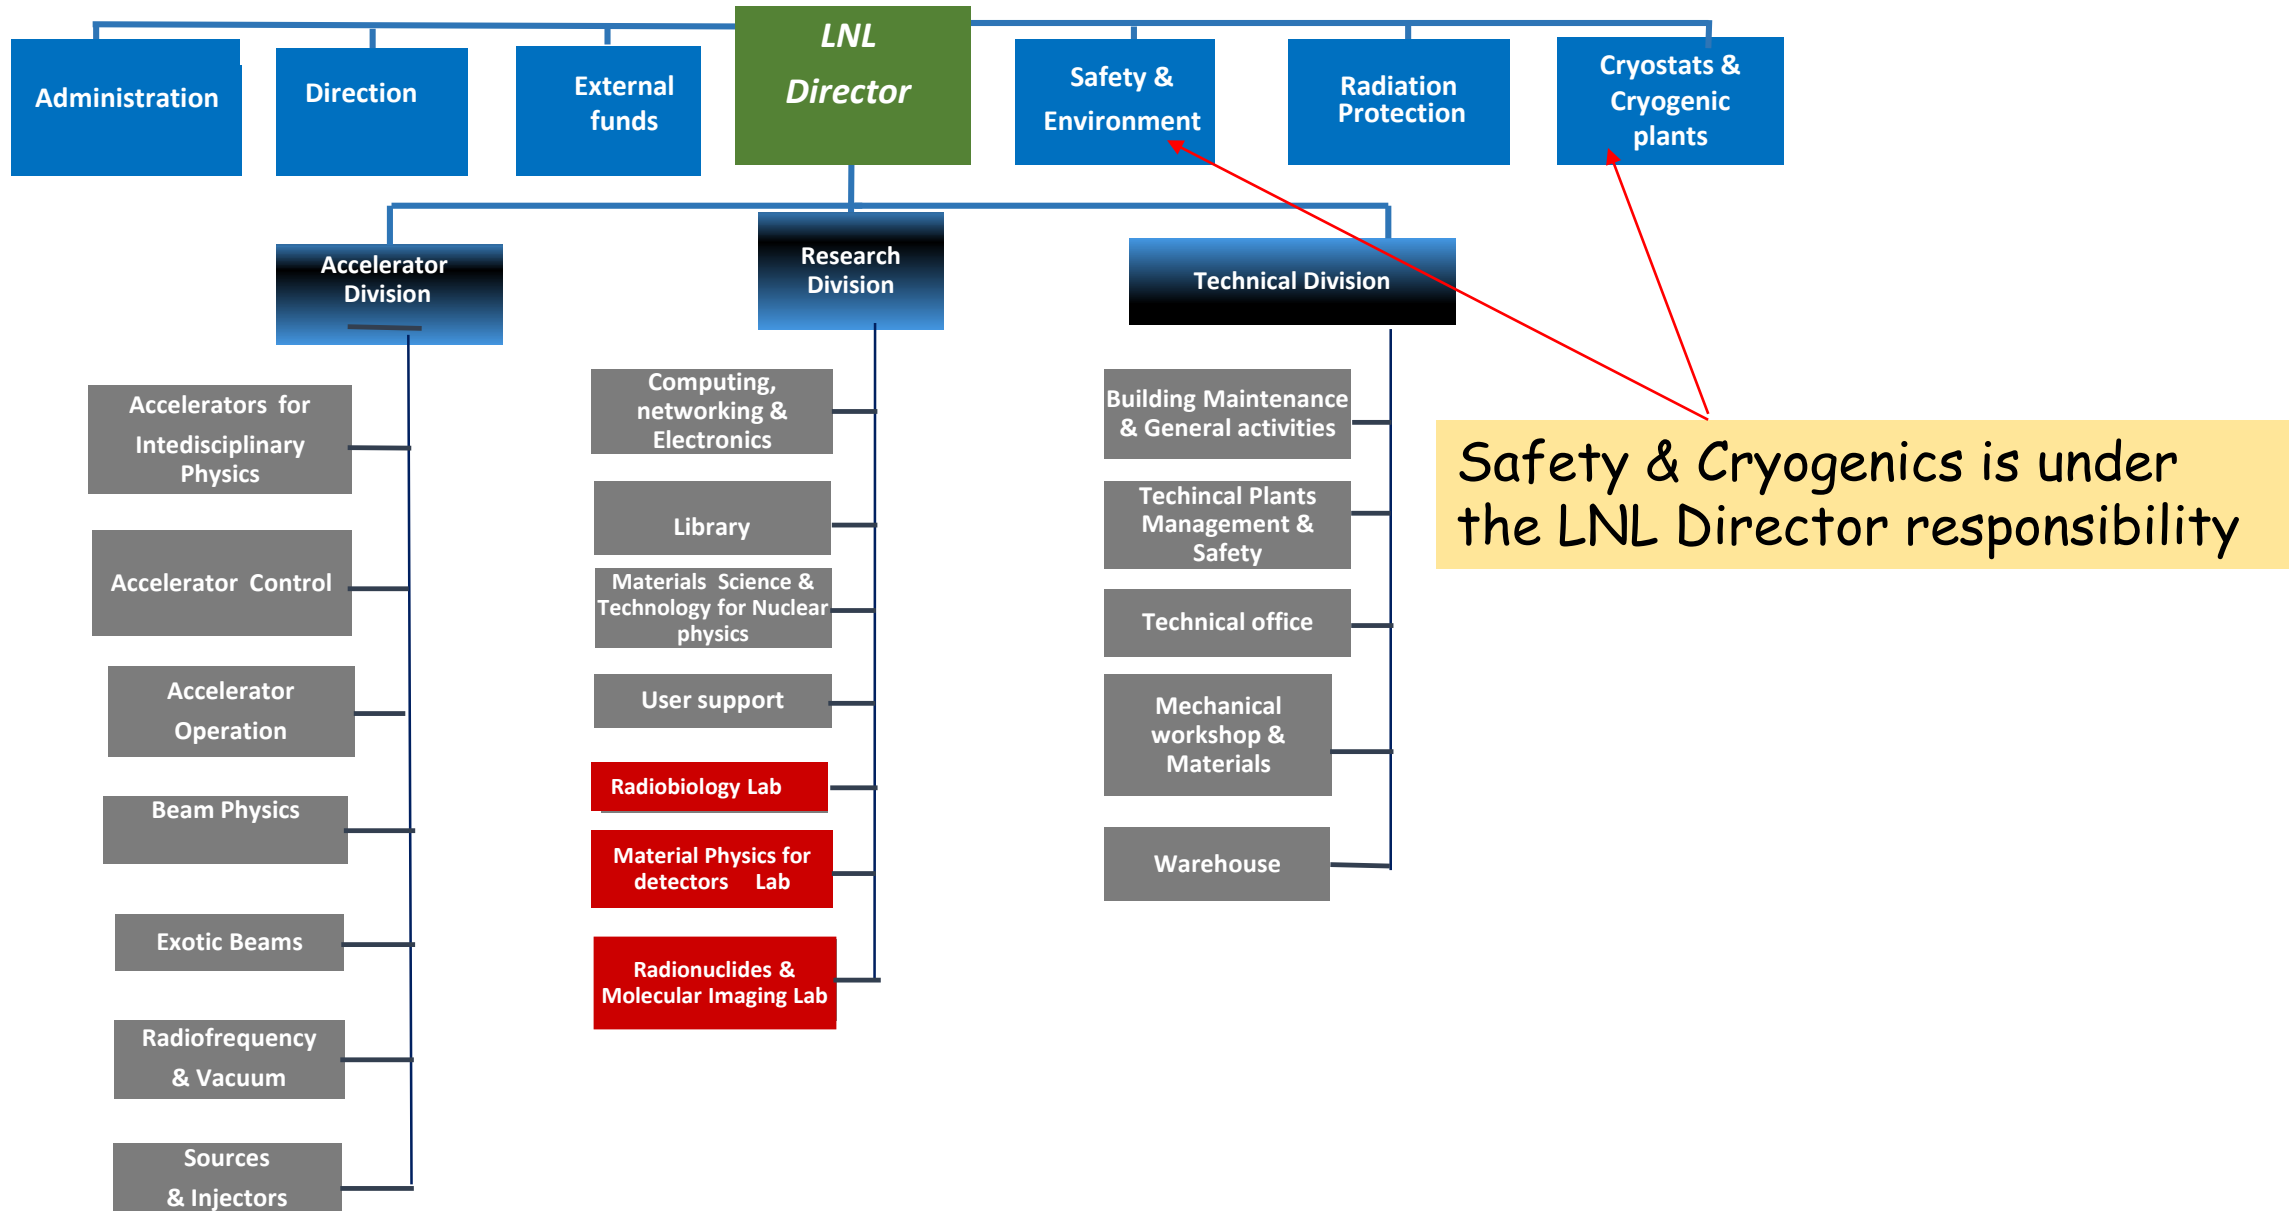 LNL
Director
Administration
Direction
External
funds
Safety &
Environment
Radiation
Protection
Cryostats &
Cryogenic
plants
Accelerator
Division
Research
Division
Technical Division
Accelerators for
Intedisciplinary
Physics
Accelerator Control
Accelerator
Operation
Beam Physics
Exotic Beams
Radiofrequency
& Vacuum
Sources
& Injectors
Computing,
networking &
Electronics
Library
Materials Science &
Technology for Nuclear
physics
User support
Radiobiology Lab
Material Physics for
detectors Lab
Radionuclides &
Molecular Imaging Lab
Building Maintenance
& General activities
Techincal Plants
Management &
Safety
Technical office
Mechanical
workshop &
Materials
Warehouse
Safety & Cryogenics is under
the LNL Director responsibility